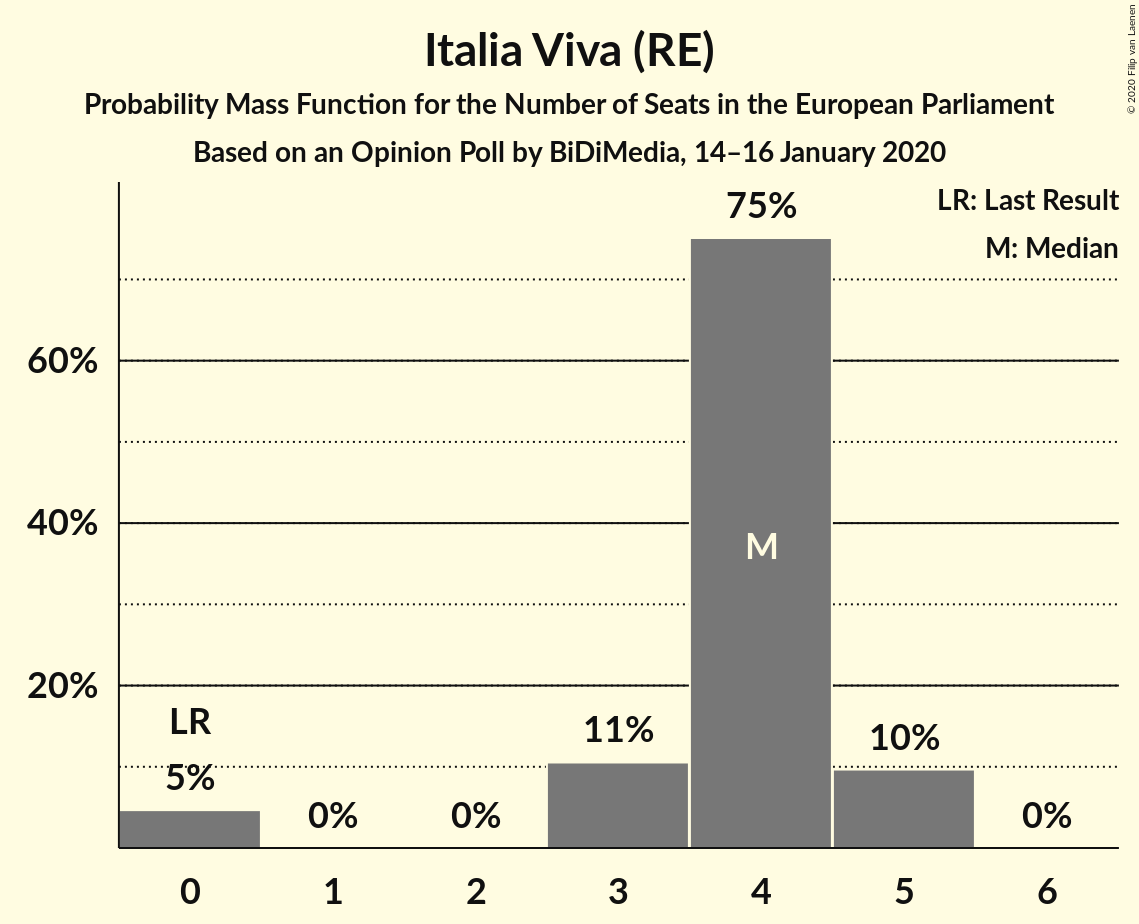 Italia Viva (RE)
Probability Mass Function for the Number of Seats in the European Parliament
Based on an Opinion Poll by BiDiMedia, 14–16 January 2020
© 2020 Filip van Laenen
LR: Last Result
M: Median
75%
60%
40%
20%
M
LR
5%
0%
0%
11%
10%
0%
0 1 2 3 4 5 6